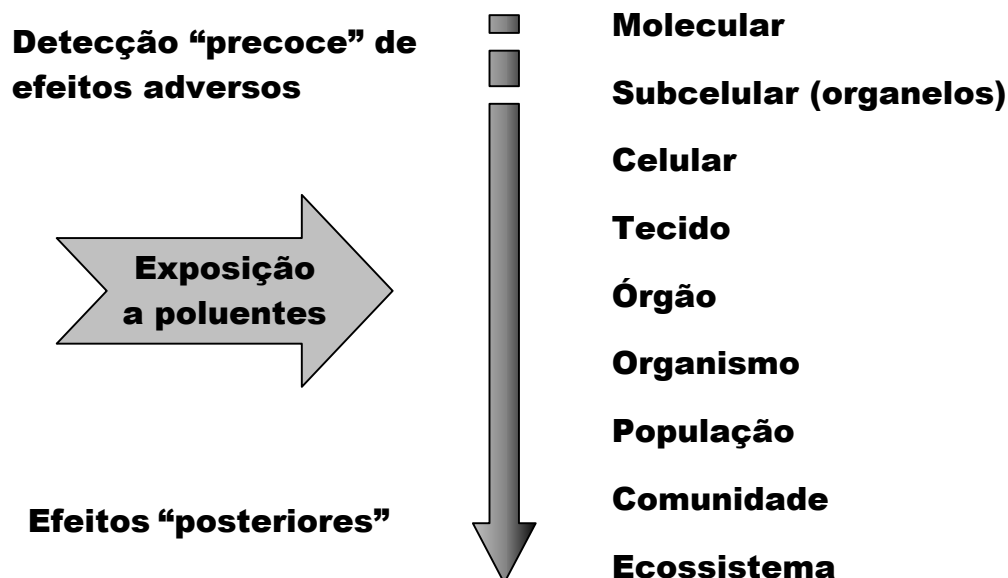 Detecção “precoce” de
efeitos adversos
Exposição
a poluentes
Efeitos “posteriores”
Molecular
Subcelular (organelos)
Celular
Tecido
Órgão
Organismo
População
Comunidade
Ecossistema